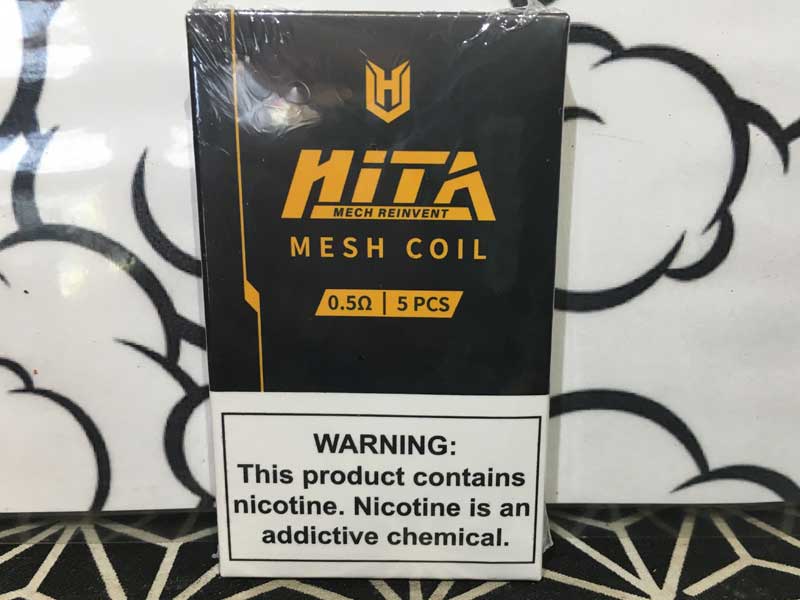 HiTA
MECH REINVENT
MESH COIL
0.5Ω | 5 PCS
WARNING:
This product contains
nicotine. Nicotine is an
addictive chemical.